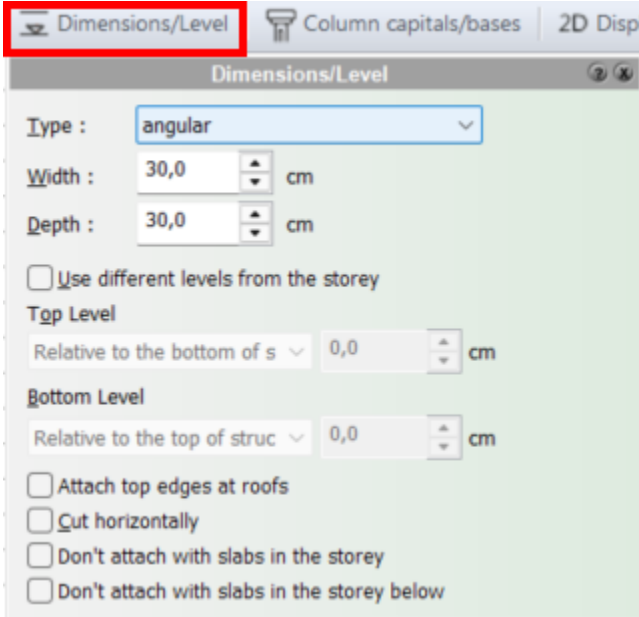 Dimensions/Level Column capitals/bases 2D Disp
Dimensions/Level
Type : angular
Width : 30,0 cm
Depth : 30,0 cm
Use different levels from the storey
Top Level
Relative to the bottom of s 0,0 cm
Bottom Level
Relative to the top of struc 0,0 cm
Attach top edges at roofs
Cut horizontally
Don't attach with slabs in the storey
Don't attach with slabs in the storey below